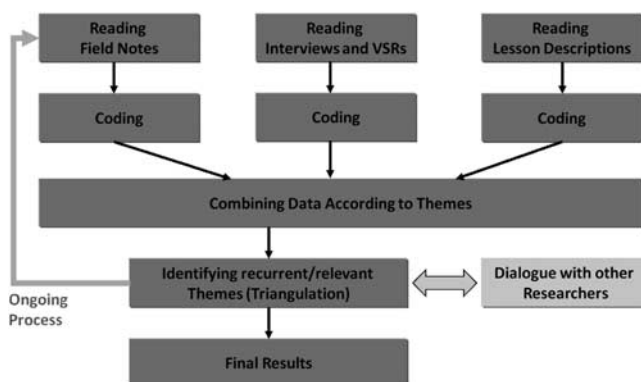 Reading
Field Notes
Reading
Interviews and VSRs
Reading
Lesson Descriptions
Coding
Coding
Coding
Combining Data According to Themes
Identifying recurrent/relevant
Themes (Triangulation)
Dialogue with other
Researchers
Ongoing
Process
Final Results